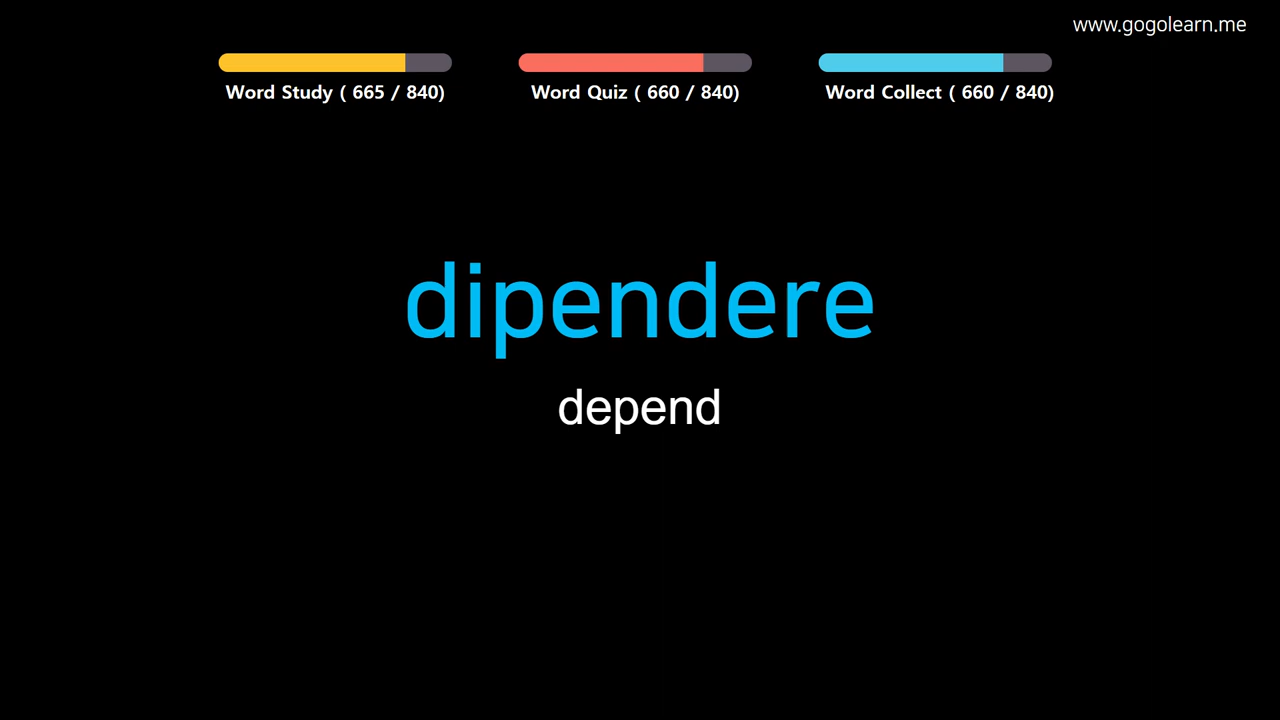 www.gogolearn.me
Word Study ( 665 / 840)
Word Quiz ( 660 / 840)
Word Collect ( 660 / 840)
dipendere
depend